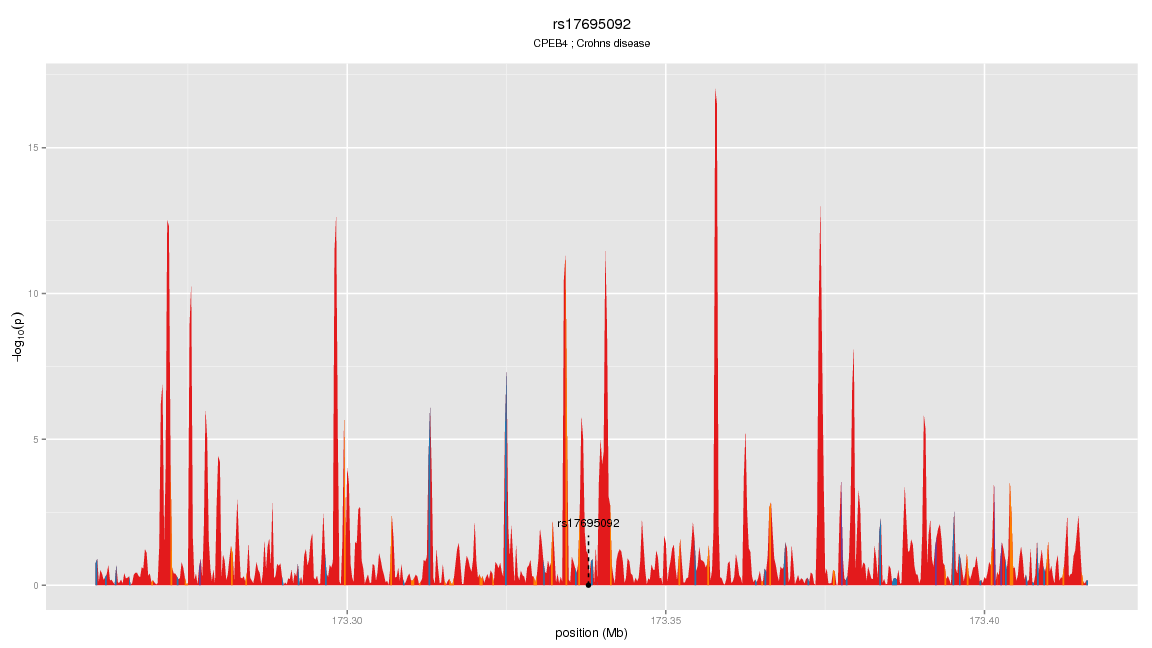 rs17695092
CPEB4 ; Crohns disease
−log10(p)
15
10
5
0
rs17695092
173.30
173.35
173.40
position (Mb)